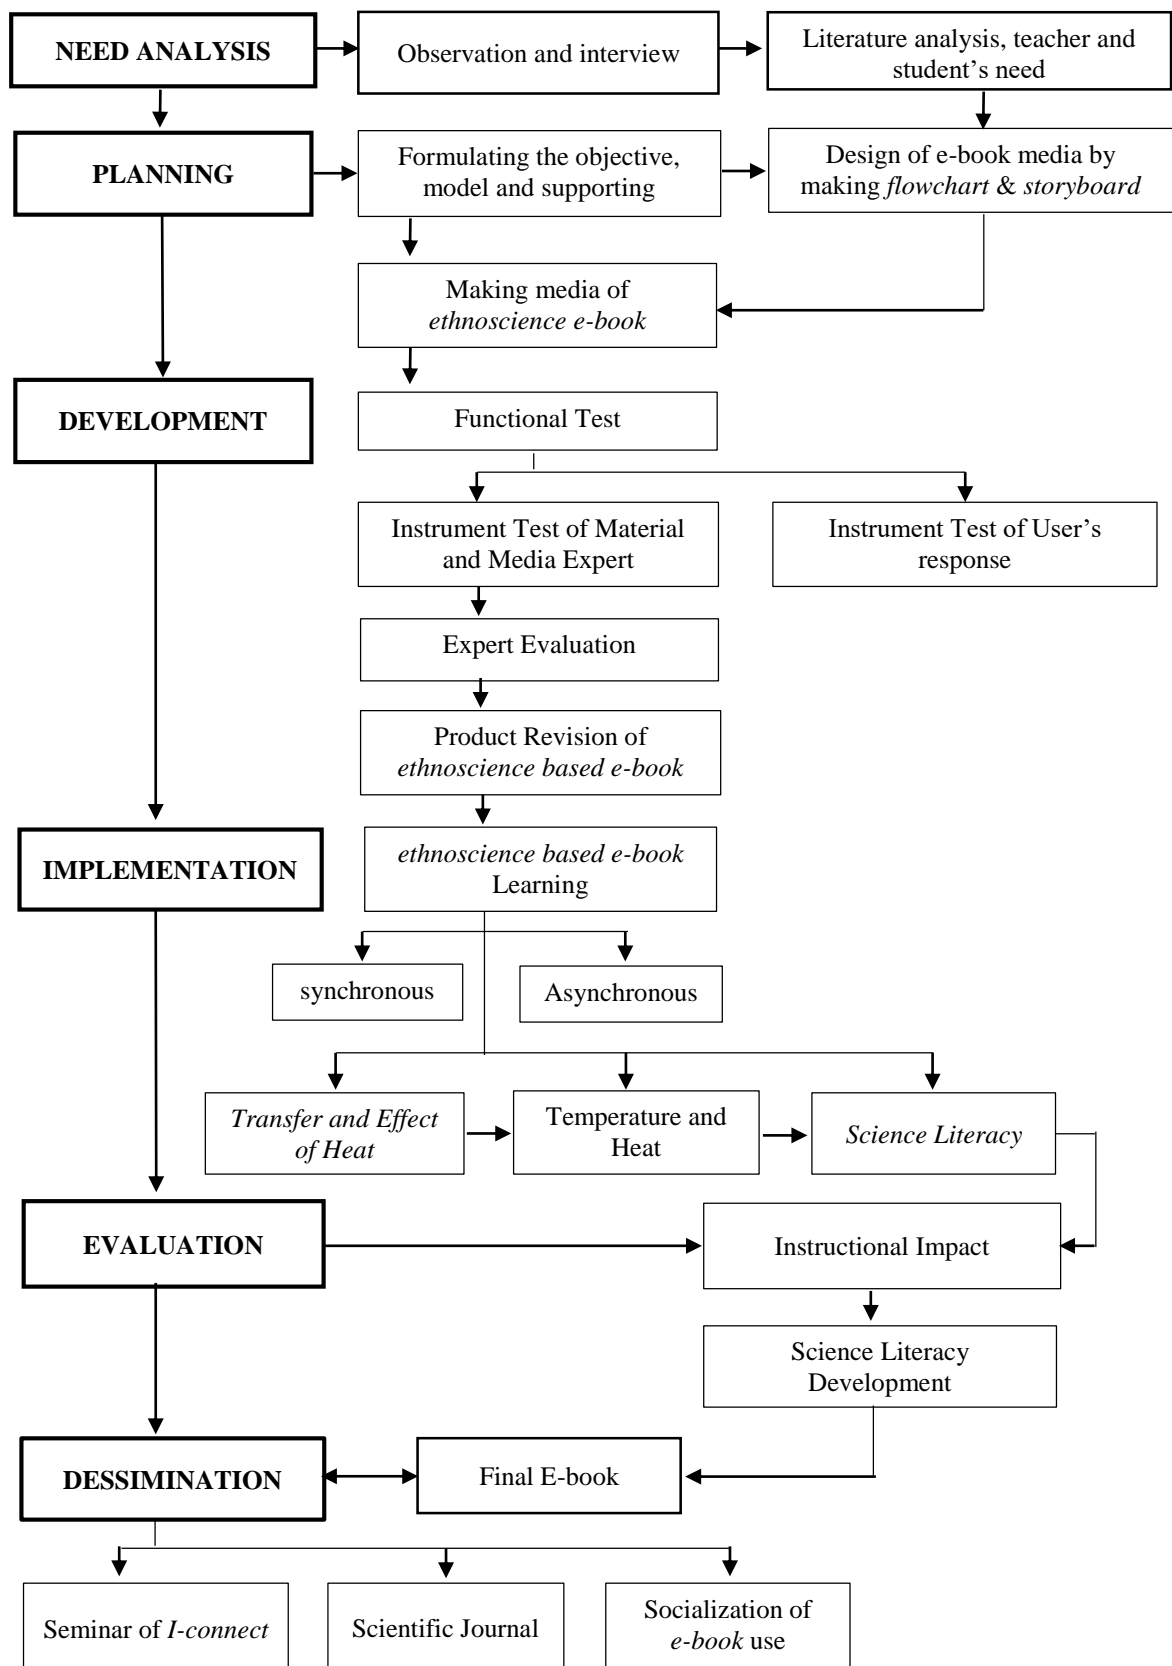 NEED ANALYSIS
Observation and interview
Literature analysis, teacher and
student’s need
PLANNING
Formulating the objective,
model and supporting
Design of e-book media by
making flowchart & storyboard
Making media of
ethnoscience e-book
DEVELOPMENT
Functional Test
Instrument Test of Material
and Media Expert
Instrument Test of User’s
response
Expert Evaluation
Product Revision of
ethnoscience based e-book
IMPLEMENTATION
ethnoscience based e-book
Learning
synchronous
Asynchronous
Transfer and Effect
of Heat
Temperature and
Heat
Science Literacy
EVALUATION
Instructional Impact
Science Literacy
Development
DESSIMINATION
Final E-book
Seminar of I-connect
Scientific Journal
Socialization of
e-book use